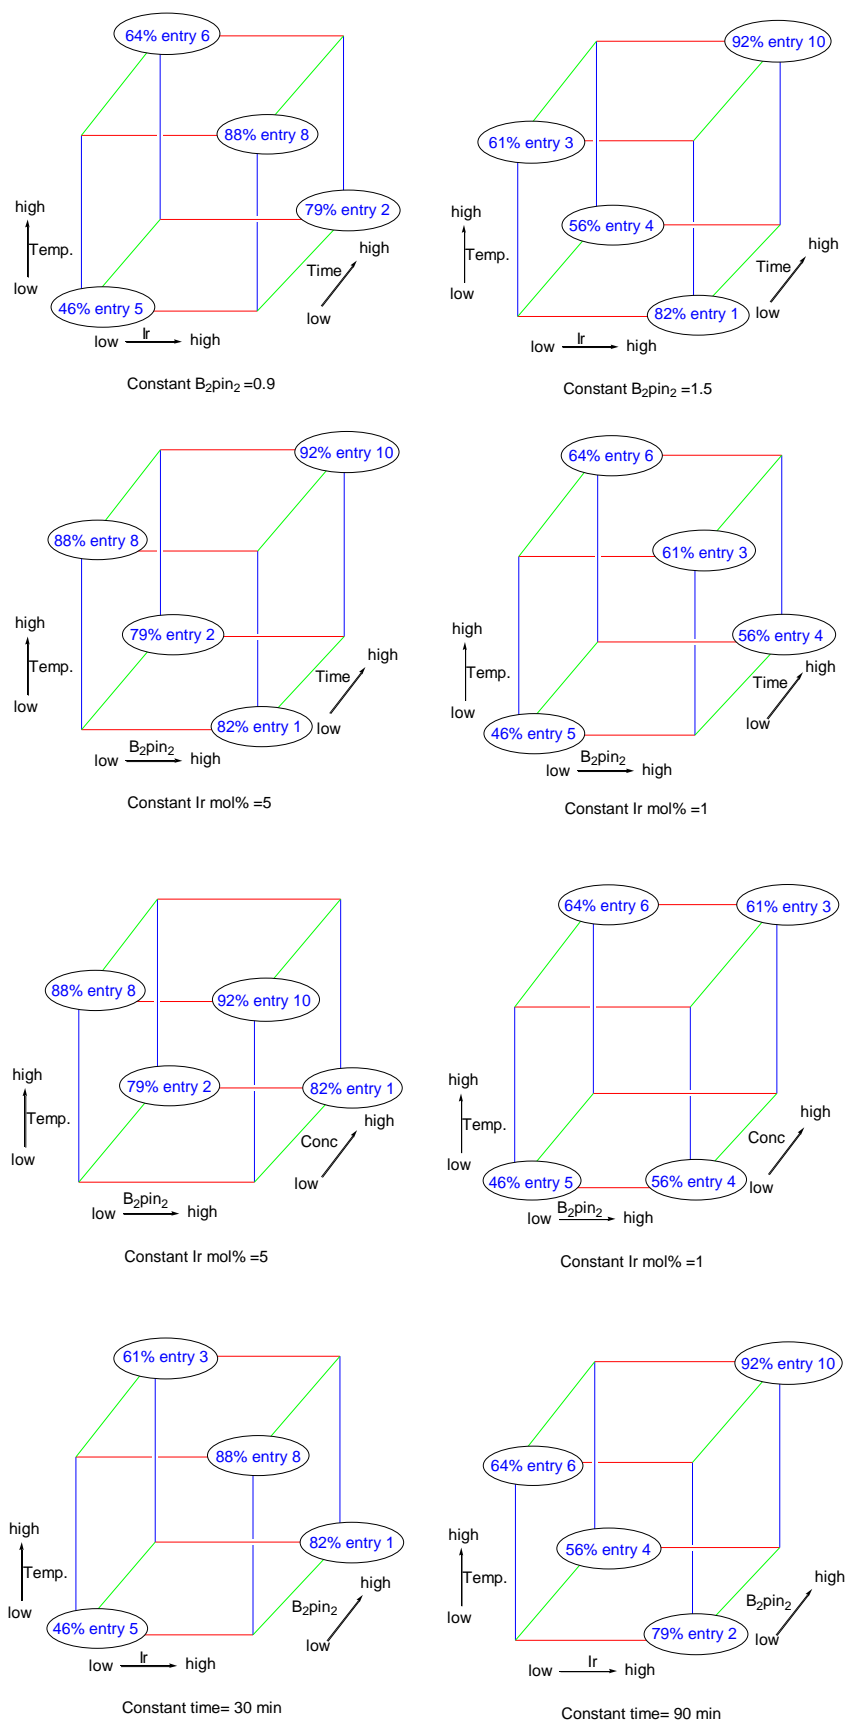 64% entry 6
88% entry 8
79% entry 2
46% entry 5
high
Temp.
low
Time
high
low
low Ir high
Constant B₂pin₂ =0.9
92% entry 10
61% entry 3
56% entry 4
82% entry 1
high
Temp.
low
Time
high
low
low Ir high
Constant B₂pin₂ =1.5
92% entry 10
88% entry 8
79% entry 2
82% entry 1
high
Temp.
low
Time
high
low
low B₂pin₂ high
Constant Ir mol% =5
64% entry 6
61% entry 3
56% entry 4
46% entry 5
high
Temp.
low
Time
high
low
low B₂pin₂ high
Constant Ir mol% =1
88% entry 8
92% entry 10
79% entry 2
82% entry 1
high
Temp.
low
Conc
high
low
low B₂pin₂ high
Constant Ir mol% =5
64% entry 6
61% entry 3
46% entry 5
56% entry 4
high
Temp.
low
Conc
high
low
low B₂pin₂ high
Constant Ir mol% =1
61% entry 3
88% entry 8
82% entry 1
46% entry 5
high
Temp.
low
B₂pin₂
high
low
low Ir high
Constant time= 30 min
92% entry 10
64% entry 6
56% entry 4
79% entry 2
high
Temp.
low
B₂pin₂
high
low
low Ir high
Constant time= 90 min